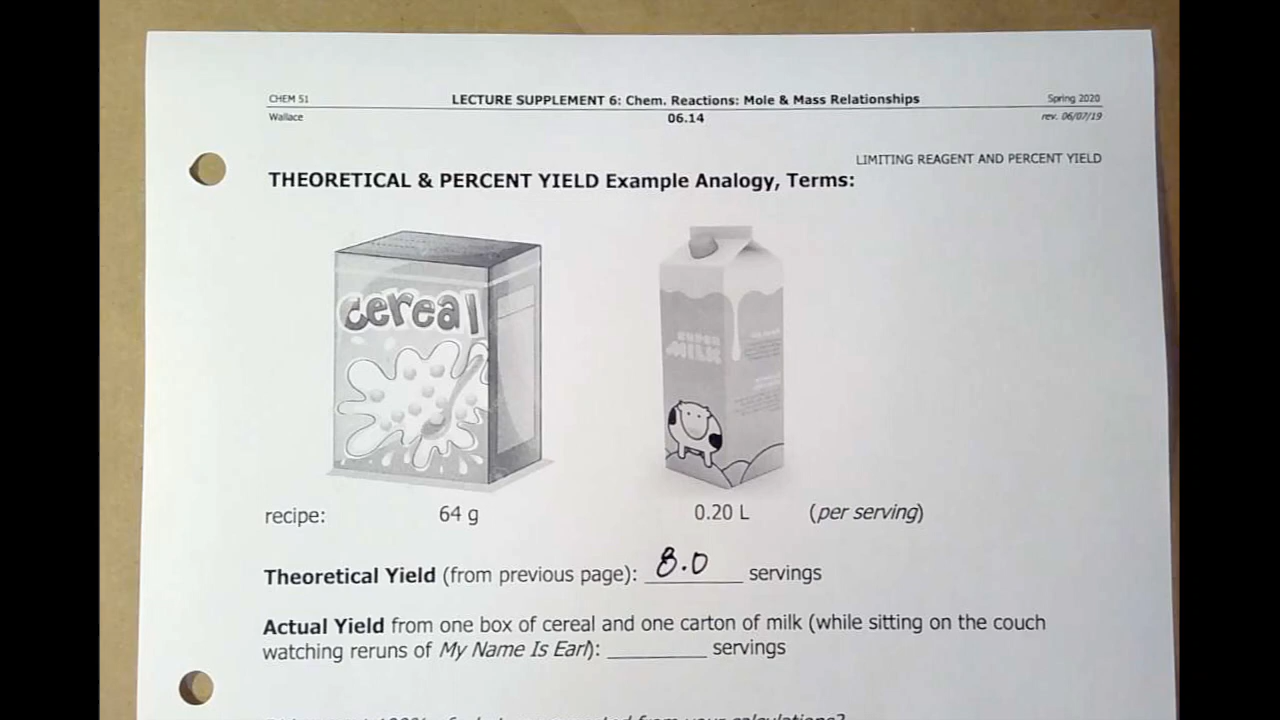 CHEM 51 LECTURE SUPPLEMENT 6: Chem. Reactions: Mole & Mass Relationships Spring 2020
Wallace 06.14 rev. 06/07/19
LIMITING REAGENT AND PERCENT YIELD
THEORETICAL & PERCENT YIELD Example Analogy, Terms:
cereal
SUPER
MILK
recipe: 64 g 0.20 L (per serving)
Theoretical Yield (from previous page): 8.0 servings
Actual Yield from one box of cereal and one carton of milk (while sitting on the couch
watching reruns of My Name Is Earl): ________ servings